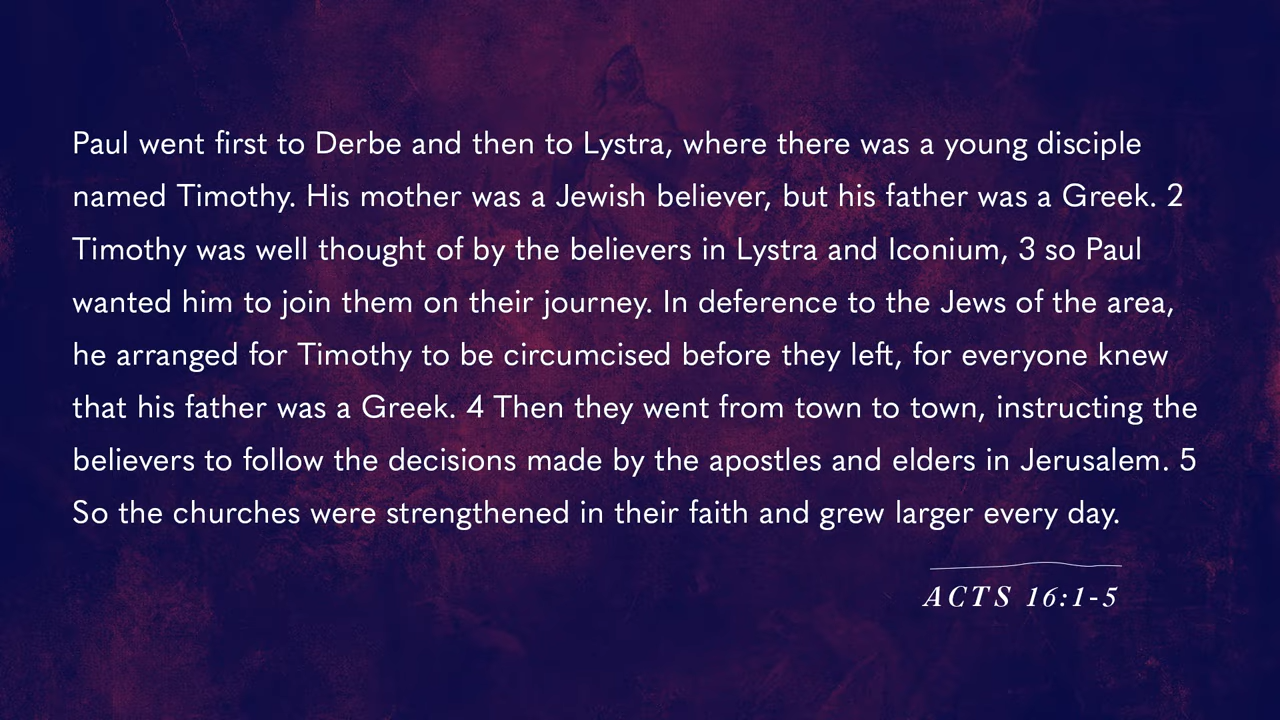 Paul went first to Derbe and then to Lystra, where there was a young disciple
named Timothy. His mother was a Jewish believer, but his father was a Greek. 2
Timothy was well thought of by the believers in Lystra and Iconium, 3 so Paul
wanted him to join them on their journey. In deference to the Jews of the area,
he arranged for Timothy to be circumcised before they left, for everyone knew
that his father was a Greek. 4 Then they went from town to town, instructing the
believers to follow the decisions made by the apostles and elders in Jerusalem. 5
So the churches were strengthened in their faith and grew larger every day.
ACTS 16:1-5